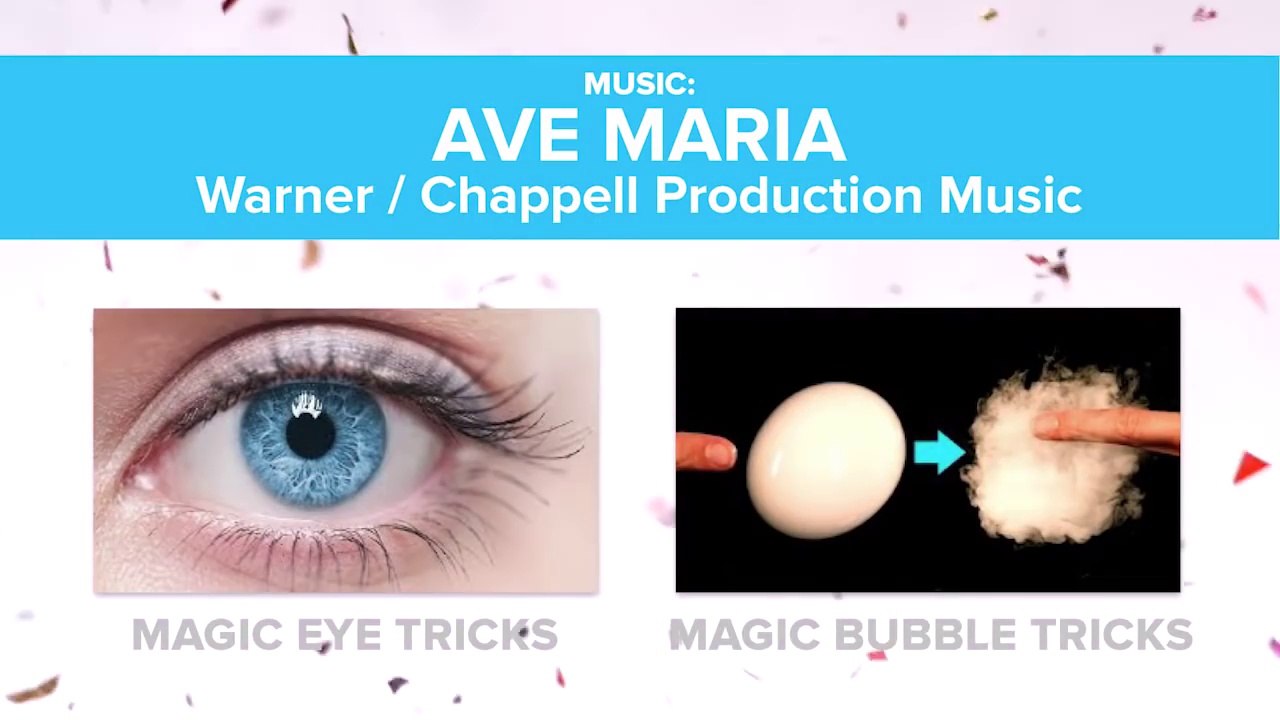 MUSIC:
AVE MARIA
Warner / Chappell Production Music
MAGIC EYE TRICKS
MAGIC BUBBLE TRICKS